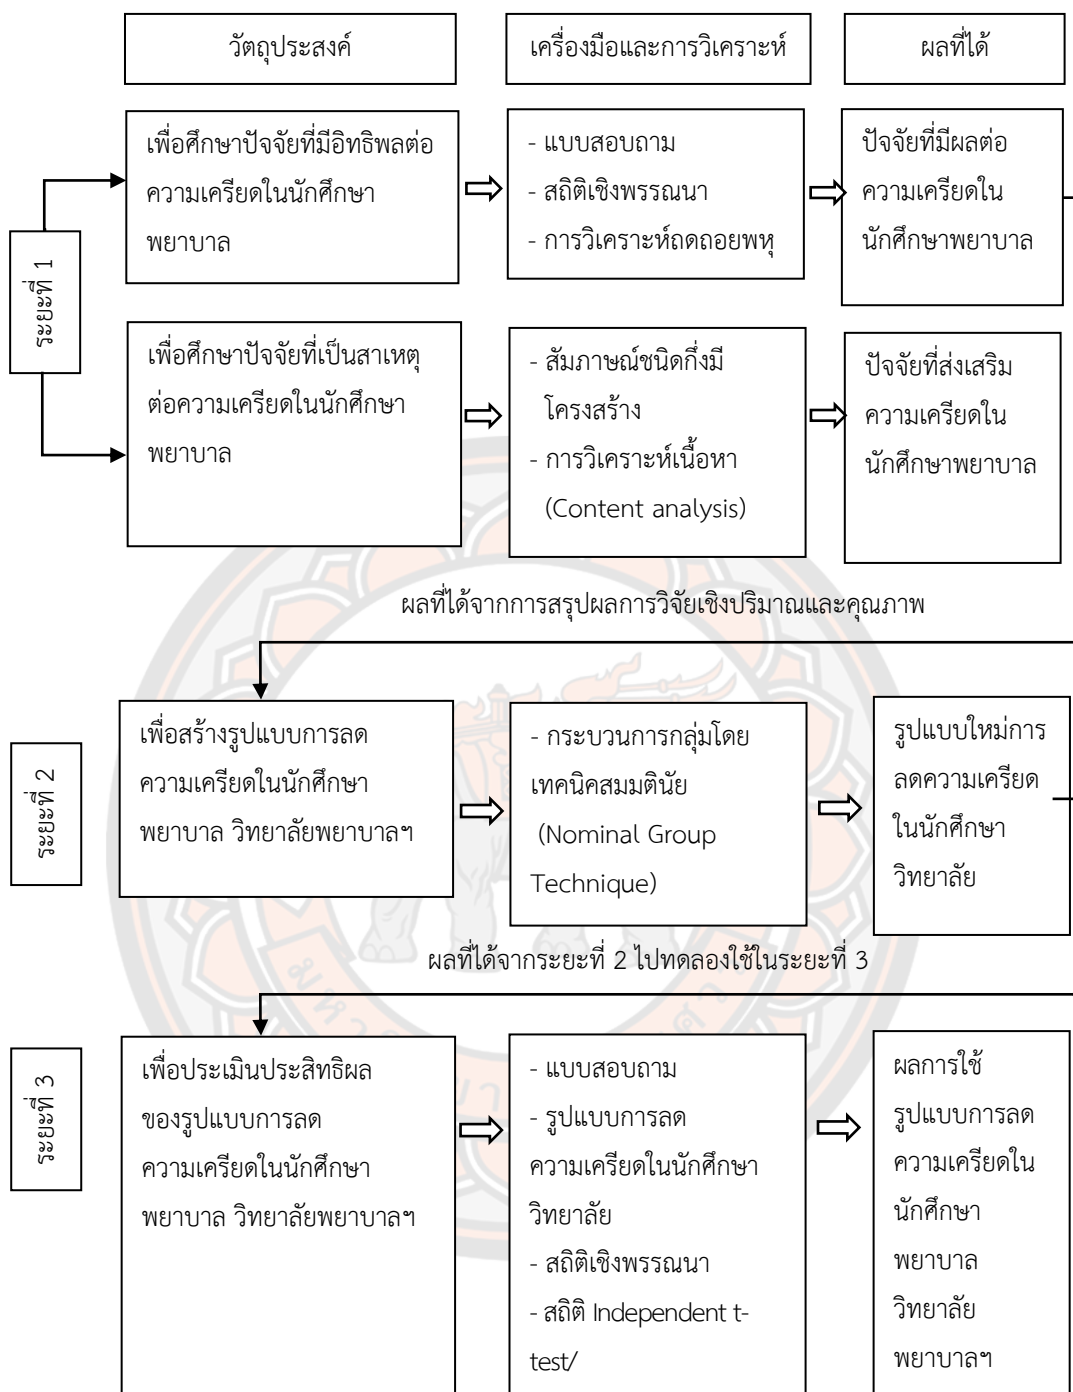 วัตถุประสงค์
เครื่องมือและการวิเคราะห์
ผลที่ได้
ระยะที่ 1
เพื่อศึกษาปัจจัยที่มีอิทธิพลต่อ
ความเครียดในนักศึกษา
พยาบาล
- แบบสอบถาม
- สถิติเชิงพรรณนา
- การวิเคราะห์ถดถอยพหุ
ปัจจัยที่มีผลต่อ
ความเครียดใน
นักศึกษาพยาบาล
เพื่อศึกษาปัจจัยที่เป็นสาเหตุ
ต่อความเครียดในนักศึกษา
พยาบาล
- สัมภาษณ์ชนิดกึ่งมี
โครงสร้าง
- การวิเคราะห์เนื้อหา
(Content analysis)
ปัจจัยที่ส่งเสริม
ความเครียดใน
นักศึกษาพยาบาล
ผลที่ได้จากการสรุปผลการวิจัยเชิงปริมาณและคุณภาพ
ระยะที่ 2
เพื่อสร้างรูปแบบการลด
ความเครียดในนักศึกษา
พยาบาล วิทยาลัยพยาบาลฯ
- กระบวนการกลุ่มโดย
เทคนิคสมมตินัย
(Nominal Group
Technique)
รูปแบบใหม่การ
ลดความเครียด
ในนักศึกษา
วิทยาลัย
ผลที่ได้จากระยะที่ 2 ไปทดลองใช้ในระยะที่ 3
ระยะที่ 3
เพื่อประเมินประสิทธิผล
ของรูปแบบการลด
ความเครียดในนักศึกษา
พยาบาล วิทยาลัยพยาบาลฯ
- แบบสอบถาม
- รูปแบบการลด
ความเครียดในนักศึกษา
วิทยาลัย
- สถิติเชิงพรรณนา
- สถิติ Independent t-
test/
ผลการใช้
รูปแบบการลด
ความเครียดใน
นักศึกษา
พยาบาล
วิทยาลัย
พยาบาลฯ